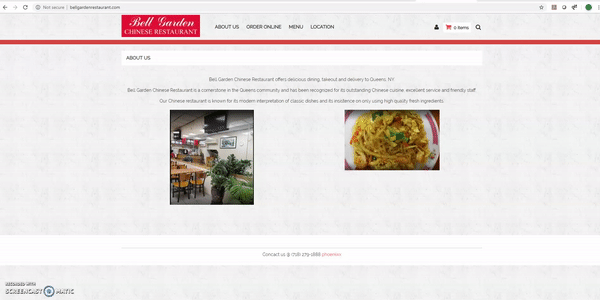 Not secure | bellgardenrestaurant.com
Bell Garden
CHINESE RESTAURANT
ABOUT US ORDER ONLINE MENU LOCATION
0 items
ABOUT US
Bell Garden Chinese Restaurant offers delicious dining, takeout and delivery to Queens, NY.
Bell Garden Chinese Restaurant is a cornerstone in the Queens community and has been recognized for its outstanding Chinese cuisine, excellent service and friendly staff.
Our Chinese restaurant is known for its modern interpretation of classic dishes and its insistence on only using high quality fresh ingredients.
Contact us @ (718) 279-1888
RECORDED WITH
SCREENCAST MATIC